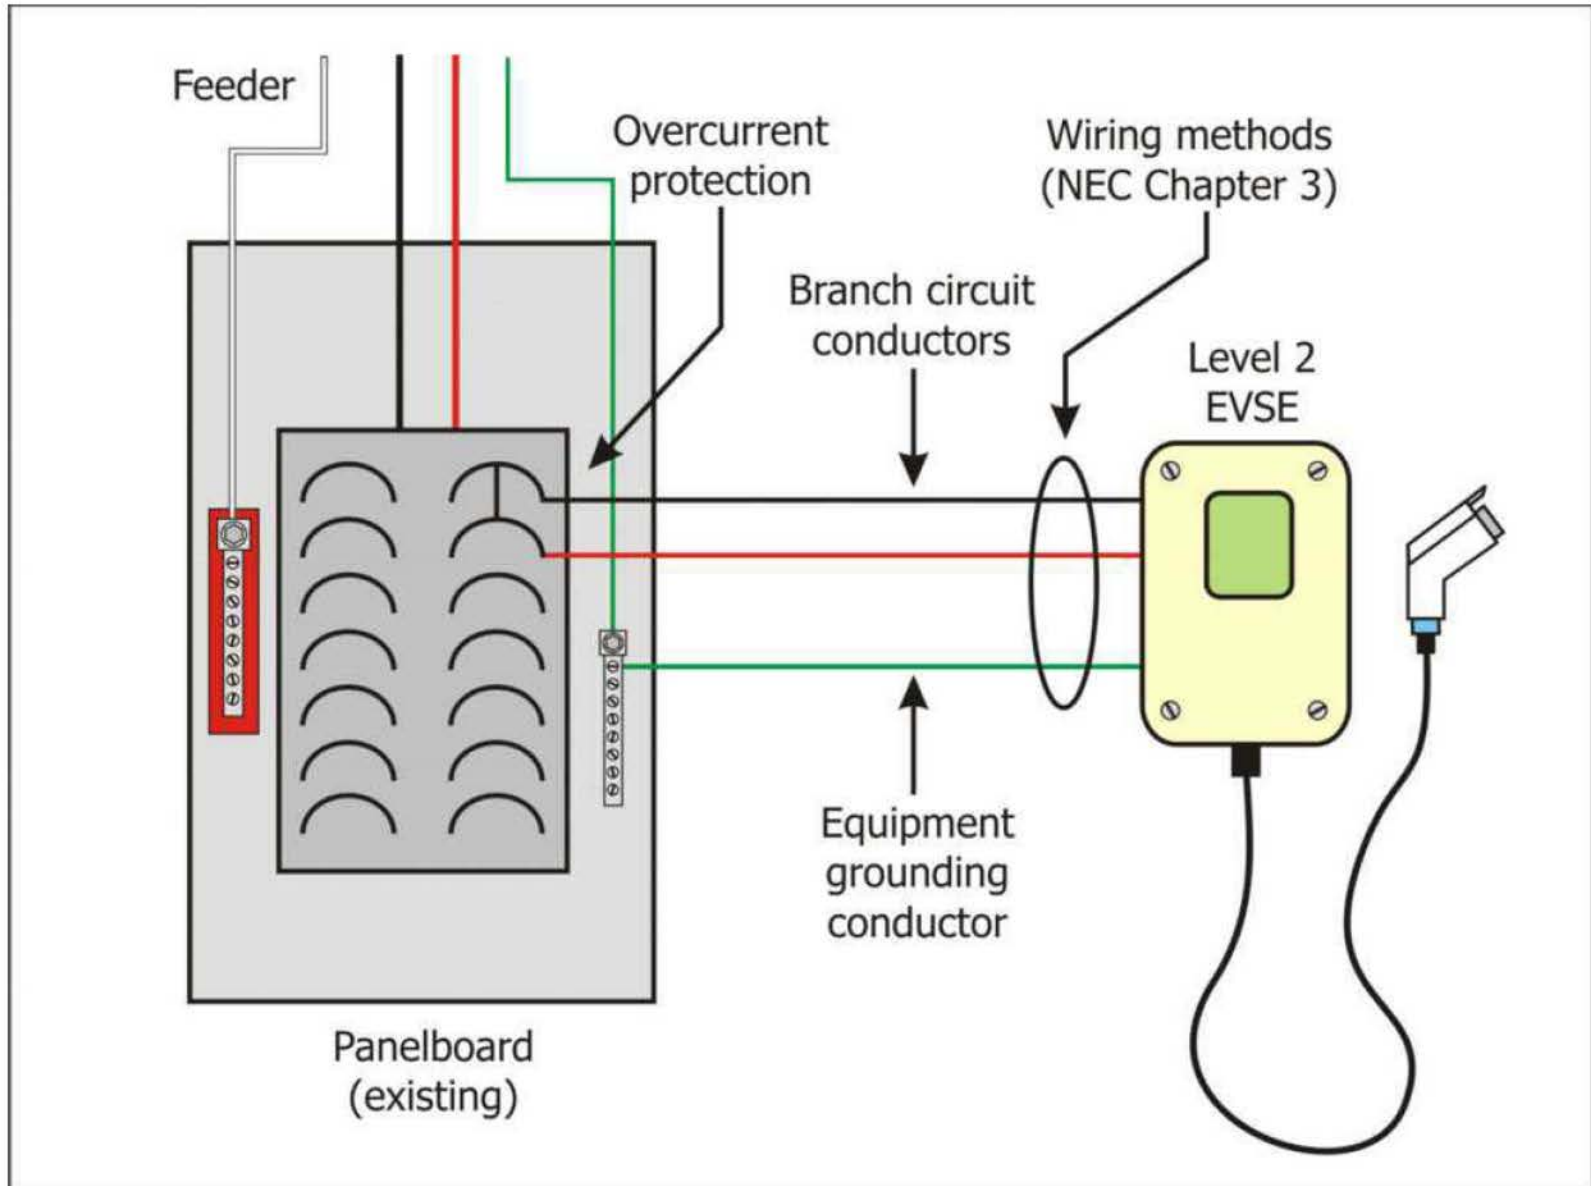 Feeder
Overcurrent
protection
Wiring methods
(NEC Chapter 3)
Branch circuit
conductors
Level 2
EVSE
Equipment
grounding
conductor
Panelboard
(existing)